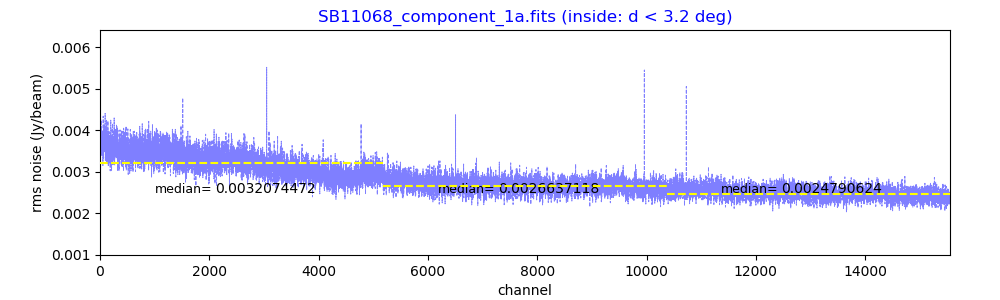 SB11068_component_1a.fits (inside: d < 3.2 deg)
rms noise (Jy/beam)
0.006
0.005
0.004
0.003
0.002
0.001
median= 0.0032074472
median= 0.0026637118
median= 0.0024790624
0 2000 4000 6000 8000 10000 12000 14000
channel